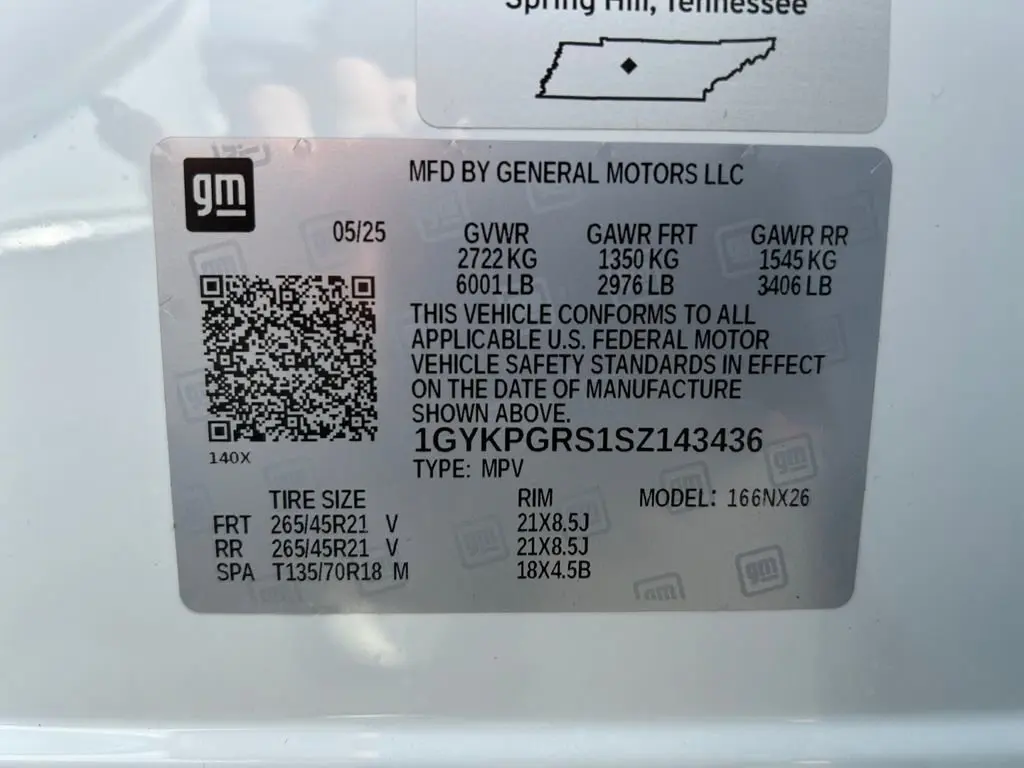 Spring Hill, Tennessee
gm
MFD BY GENERAL MOTORS LLC
05/25 GVWR GAWR FRT GAWR RR
2722 KG 1350 KG 1545 KG
6001 LB 2976 LB 3406 LB
THIS VEHICLE CONFORMS TO ALL
APPLICABLE U.S. FEDERAL MOTOR
VEHICLE SAFETY STANDARDS IN EFFECT
ON THE DATE OF MANUFACTURE
SHOWN ABOVE.
1GYKPGRS1SZ143436
140X
TYPE: MPV
TIRE SIZE RIM MODEL: 166NX26
FRT 265/45R21 V 21X8.5J
RR 265/45R21 V 21X8.5J
SPA T135/70R18 M 18X4.5B